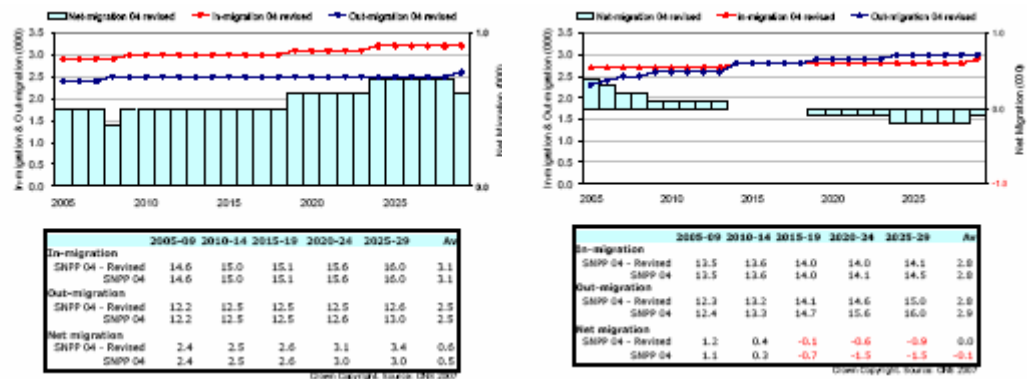 Net-migration 04 revised In-migration 04 revised Out-migration 04 revised
3.5
3.0
2.5
2.0
1.5
1.0
0.5
0.0
In-migration & Out-migration (000)
1.0
0.0
Net Migration (000)
2005 2010 2015 2020 2025
2005-09 2010-14 2015-19 2020-24 2025-29 Av
In-migration
SNPP 04 - Revised 14.6 15.0 15.1 15.6 16.0 3.1
SNPP 04 14.6 15.0 15.1 15.6 16.0 3.1
Out-migration
SNPP 04 - Revised 12.2 12.5 12.5 12.5 12.6 2.5
SNPP 04 12.2 12.5 12.5 12.6 13.0 2.5
Net migration
SNPP 04 - Revised 2.4 2.5 2.6 3.1 3.4 0.6
SNPP 04 2.4 2.5 2.6 3.0 3.0 0.5
Crown Copyright. Source: ONS 2007
Net-migration 04 revised in-migration 04 revised Out-migration 04 revised
3.5
3.0
2.5
2.0
1.5
1.0
0.5
0.0
In-migration & Out-migration (000)
1.0
0.0
-1.0
Net Migration (000)
2005 2010 2015 2020 2025
2005-09 2010-14 2015-19 2020-24 2025-29 Av
In-migration
SNPP 04 - Revised 13.5 13.6 14.0 14.0 14.1 2.8
SNPP 04 13.5 13.6 14.0 14.1 14.5 2.8
Out-migration
SNPP 04 - Revised 12.3 13.2 14.1 14.6 15.0 2.8
SNPP 04 12.4 13.3 14.7 15.6 16.0 2.9
Net migration
SNPP 04 - Revised 1.2 0.4 -0.1 -0.6 -0.9 0.0
SNPP 04 1.1 0.3 -0.7 -1.5 -1.5 -0.1
Crown Copyright. Source: ONS 2007